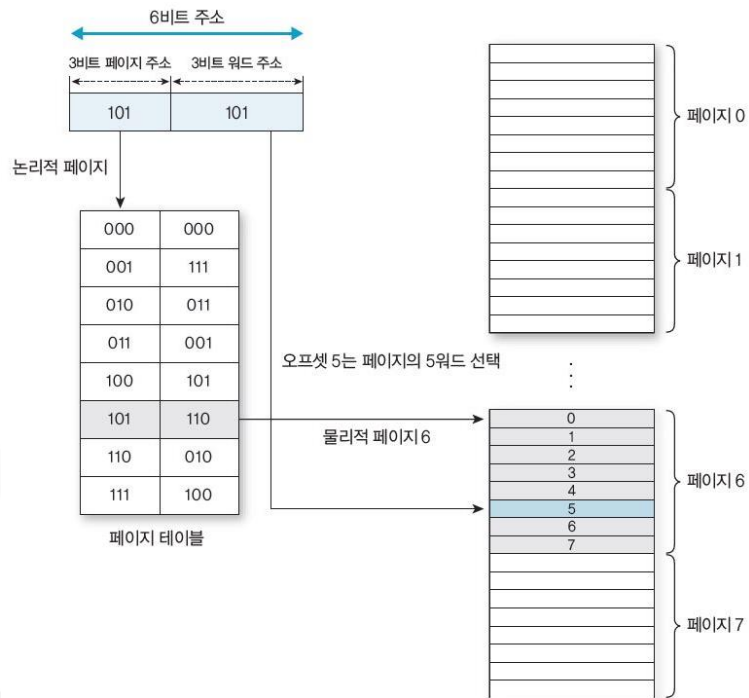 6비트 주소
3비트 페이지 주소 3비트 워드 주소
101 101
논리적 페이지
000 000
001 111
010 011
011 001
100 101
101 110
110 010
111 100
페이지 테이블
오프셋 5는 페이지의 5워드 선택
물리적 페이지 6
페이지 0
페이지 1
⋮
0
1
2
3
4
5
6
7
페이지 6
페이지 7